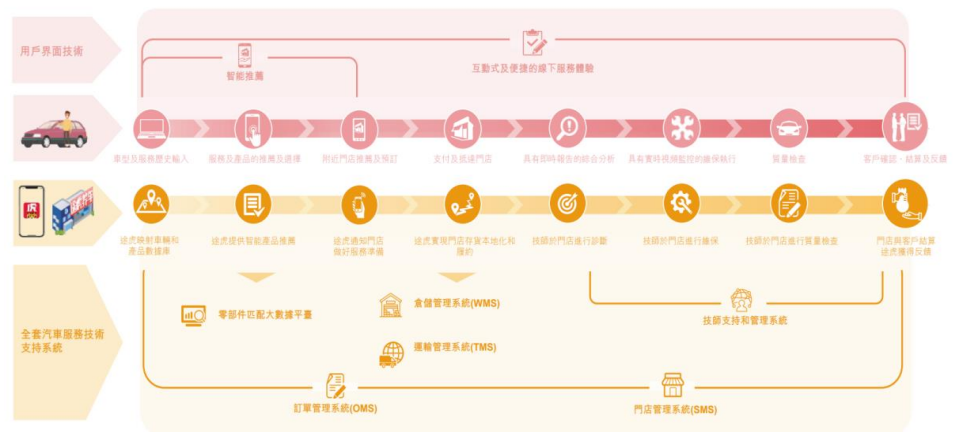 用戶界面技術
智能推薦
互動式及便捷的線下服務體驗
車型及服務歷史輸入
服務及產品的推薦及選擇
附近門店推薦及預訂
支付及抵達門店
具有即時報告的綜合分析
具有實時視頻監控的維保執行
質量檢查
客戶確認、結算及反饋
途虎映射車輛和
產品數據庫
途虎提供智能產品推薦
途虎通知門店
做好服務準備
途虎實現門店存貨本地化和
履約
技師於門店進行診斷
技師於門店進行維保
技師於門店進行質量檢查
門店與客戶結算
途虎獲得反饋
全套汽車服務技術
支持系統
零部件匹配大數據平臺
倉儲管理系統(WMS)
運輸管理系統(TMS)
技師支持和管理系統
訂單管理系統(OMS)
門店管理系統(SMS)